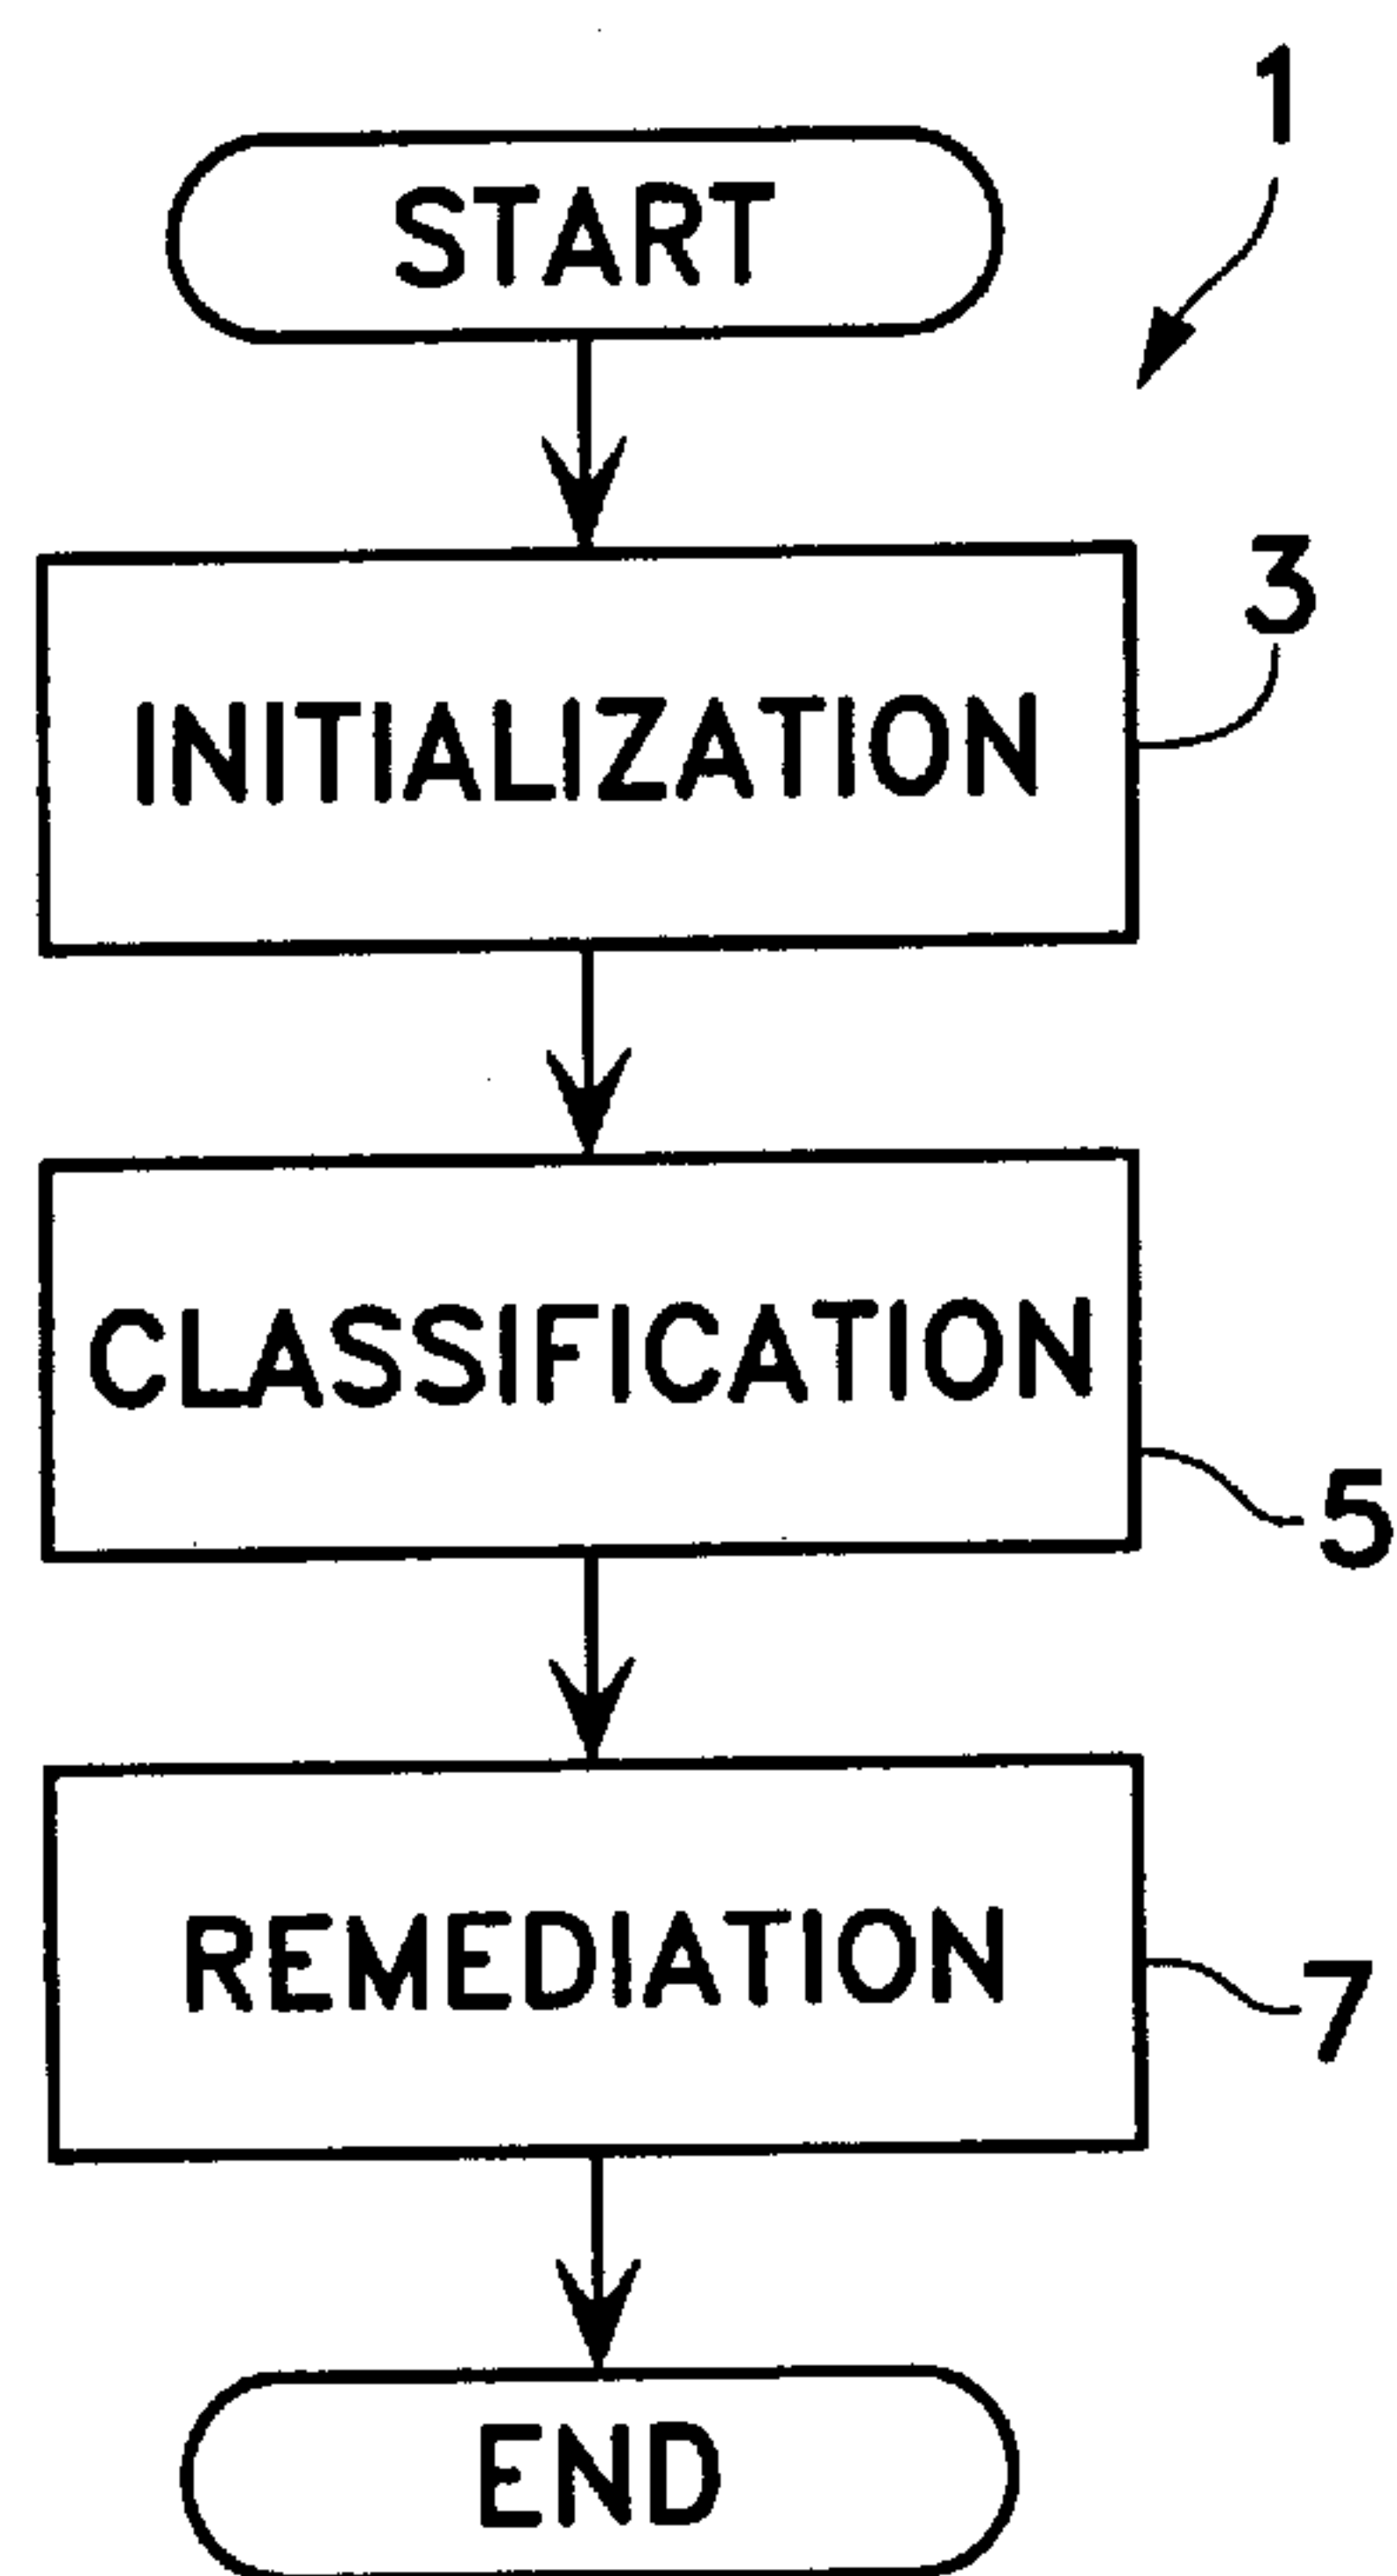 1
START
3
INITIALIZATION
CLASSIFICATION
5
REMEDIATION
7
END